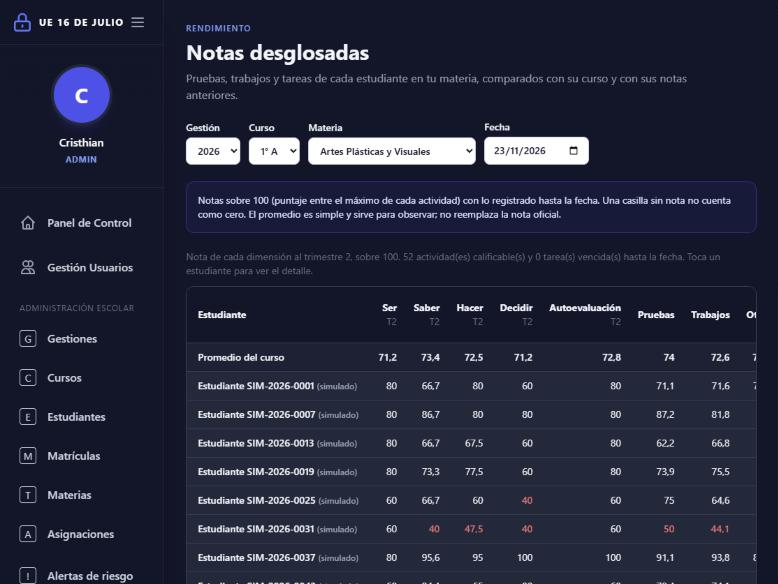 UE 16 DE JULIO
C
Cristhian
ADMIN
Panel de Control
Gestión Usuarios
ADMINISTRACIÓN ESCOLAR
G Gestiones
C Cursos
E Estudiantes
M Matrículas
T Materias
A Asignaciones
! Alertas de riesgo
RENDIMIENTO
Notas desglosadas
Pruebas, trabajos y tareas de cada estudiante en tu materia, comparados con su curso y con sus notas
anteriores.
Gestión Curso Materia Fecha
2026 1° A Artes Plásticas y Visuales 23/11/2026
Notas sobre 100 (puntaje entre el máximo de cada actividad) con lo registrado hasta la fecha. Una casilla sin nota no cuenta
como cero. El promedio es simple y sirve para observar; no reemplaza la nota oficial.
Nota de cada dimensión al trimestre 2, sobre 100. 52 actividad(es) calificable(s) y 0 tarea(s) vencida(s) hasta la fecha. Toca un
estudiante para ver el detalle.
Estudiante Ser T2 Saber T2 Hacer T2 Decidir T2 Autoevaluación T2 Pruebas Trabajos
Promedio del curso 71,2 73,4 72,5 71,2 72,8 74 72,6
Estudiante SIM-2026-0001 (simulado) 80 66,7 80 60 80 71,1 71,6
Estudiante SIM-2026-0007 (simulado) 80 86,7 80 80 80 87,2 81,8
Estudiante SIM-2026-0013 (simulado) 80 66,7 67,5 60 80 62,2 66,8
Estudiante SIM-2026-0019 (simulado) 80 73,3 77,5 60 80 73,9 75,5
Estudiante SIM-2026-0025 (simulado) 60 66,7 60 40 60 75 64,6
Estudiante SIM-2026-0031 (simulado) 60 40 47,5 40 60 50 44,1
Estudiante SIM-2026-0037 (simulado) 80 95,6 95 100 100 91,1 93,8